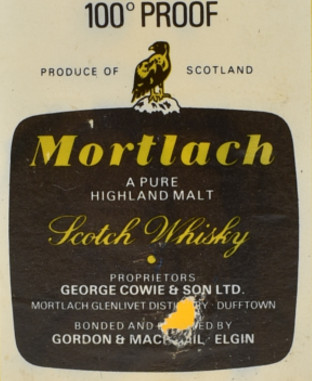 100° PROOF
PRODUCE OF SCOTLAND
Mortlach
A PURE
HIGHLAND MALT
Scotch Whisky
PROPRIETORS
GEORGE COWIE & SON LTD.
MORTLACH GLENLIVET · DUFFTOWN
BONDED AND BY
GORDON & · ELGIN